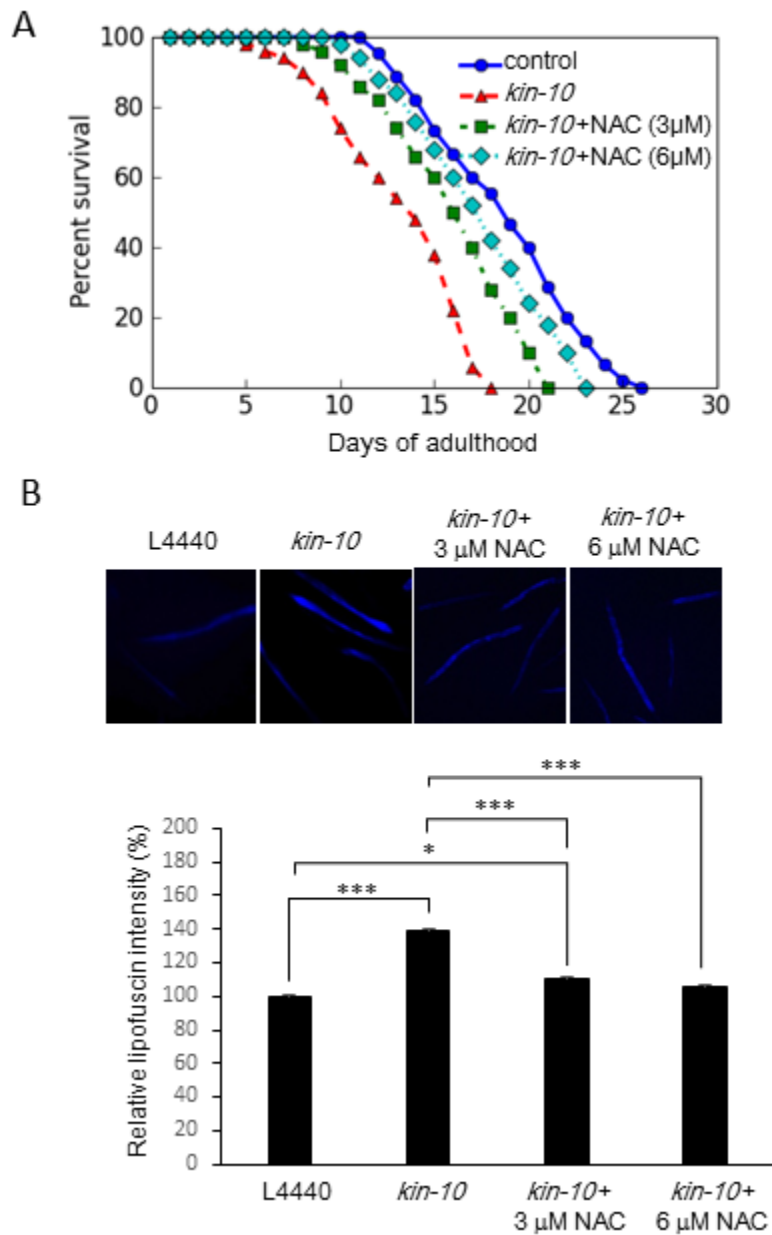 A
100
80
60
40
20
0
Percent survival
0 5 10 15 20 25 30
Days of adulthood
control
kin-10
kin-10+NAC (3μM)
kin-10+NAC (6μM)
B
L4440
kin-10
kin-10+
3 μM NAC
kin-10+
6 μM NAC
Relative lipofuscin intensity (%)
200
180
160
140
120
100
80
60
40
20
0
***
***
*
***
L4440
kin-10
kin-10+
3 μM NAC
kin-10+
6 μM NAC